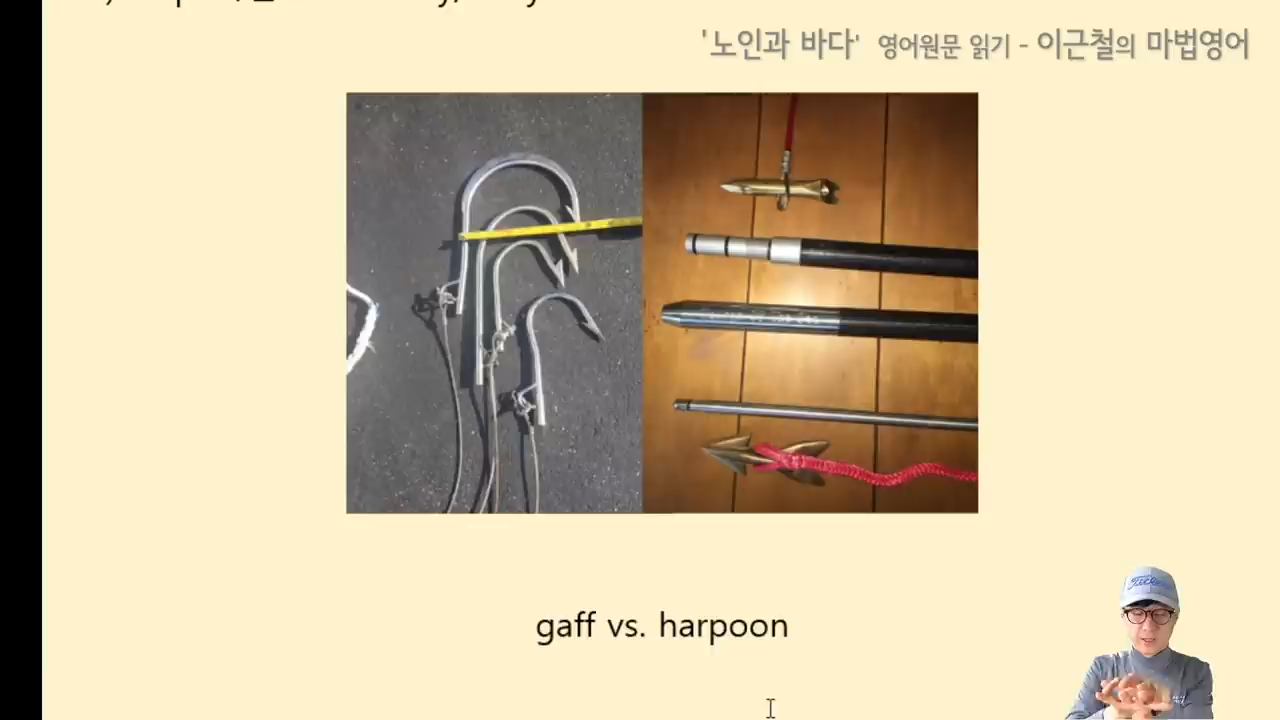 '노인과 바다' 영어원문 읽기 - 이근철의 마법영어
gaff vs. harpoon